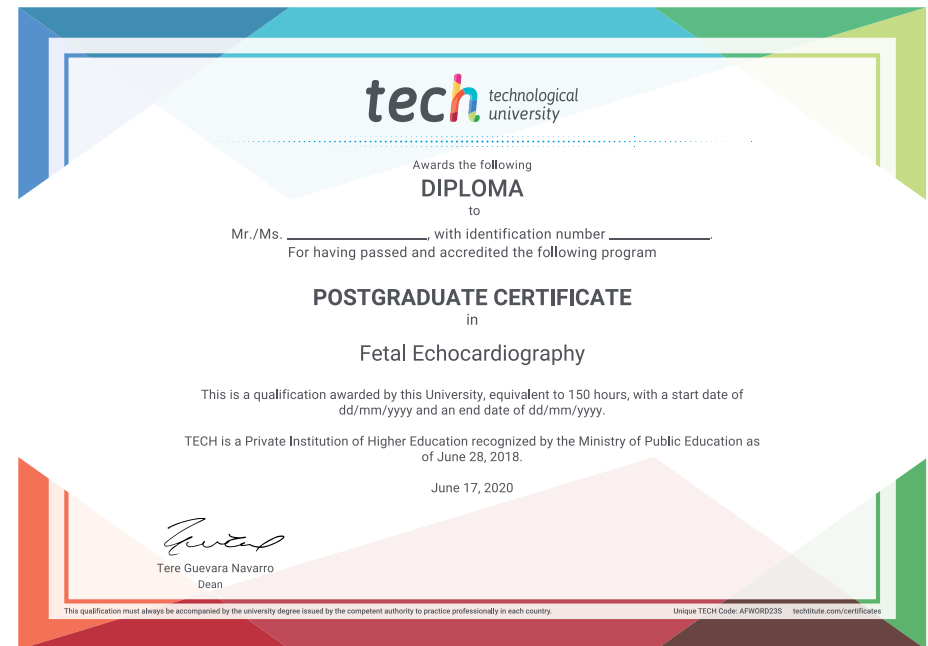 tech technological
university
Awards the following
DIPLOMA
to
Mr./Ms. ____________________, with identification number ______________.
For having passed and accredited the following program
POSTGRADUATE CERTIFICATE
in
Fetal Echocardiography
This is a qualification awarded by this University, equivalent to 150 hours, with a start date of
dd/mm/yyyy and an end date of dd/mm/yyyy.
TECH is a Private Institution of Higher Education recognized by the Ministry of Public Education as
of June 28, 2018.
June 17, 2020
Tere Guevara Navarro
Dean
This qualification must always be accompanied by the university degree issued by the competent authority to practice professionally in each country.
Unique TECH Code: AFWORD23S techtitute.com/certificates